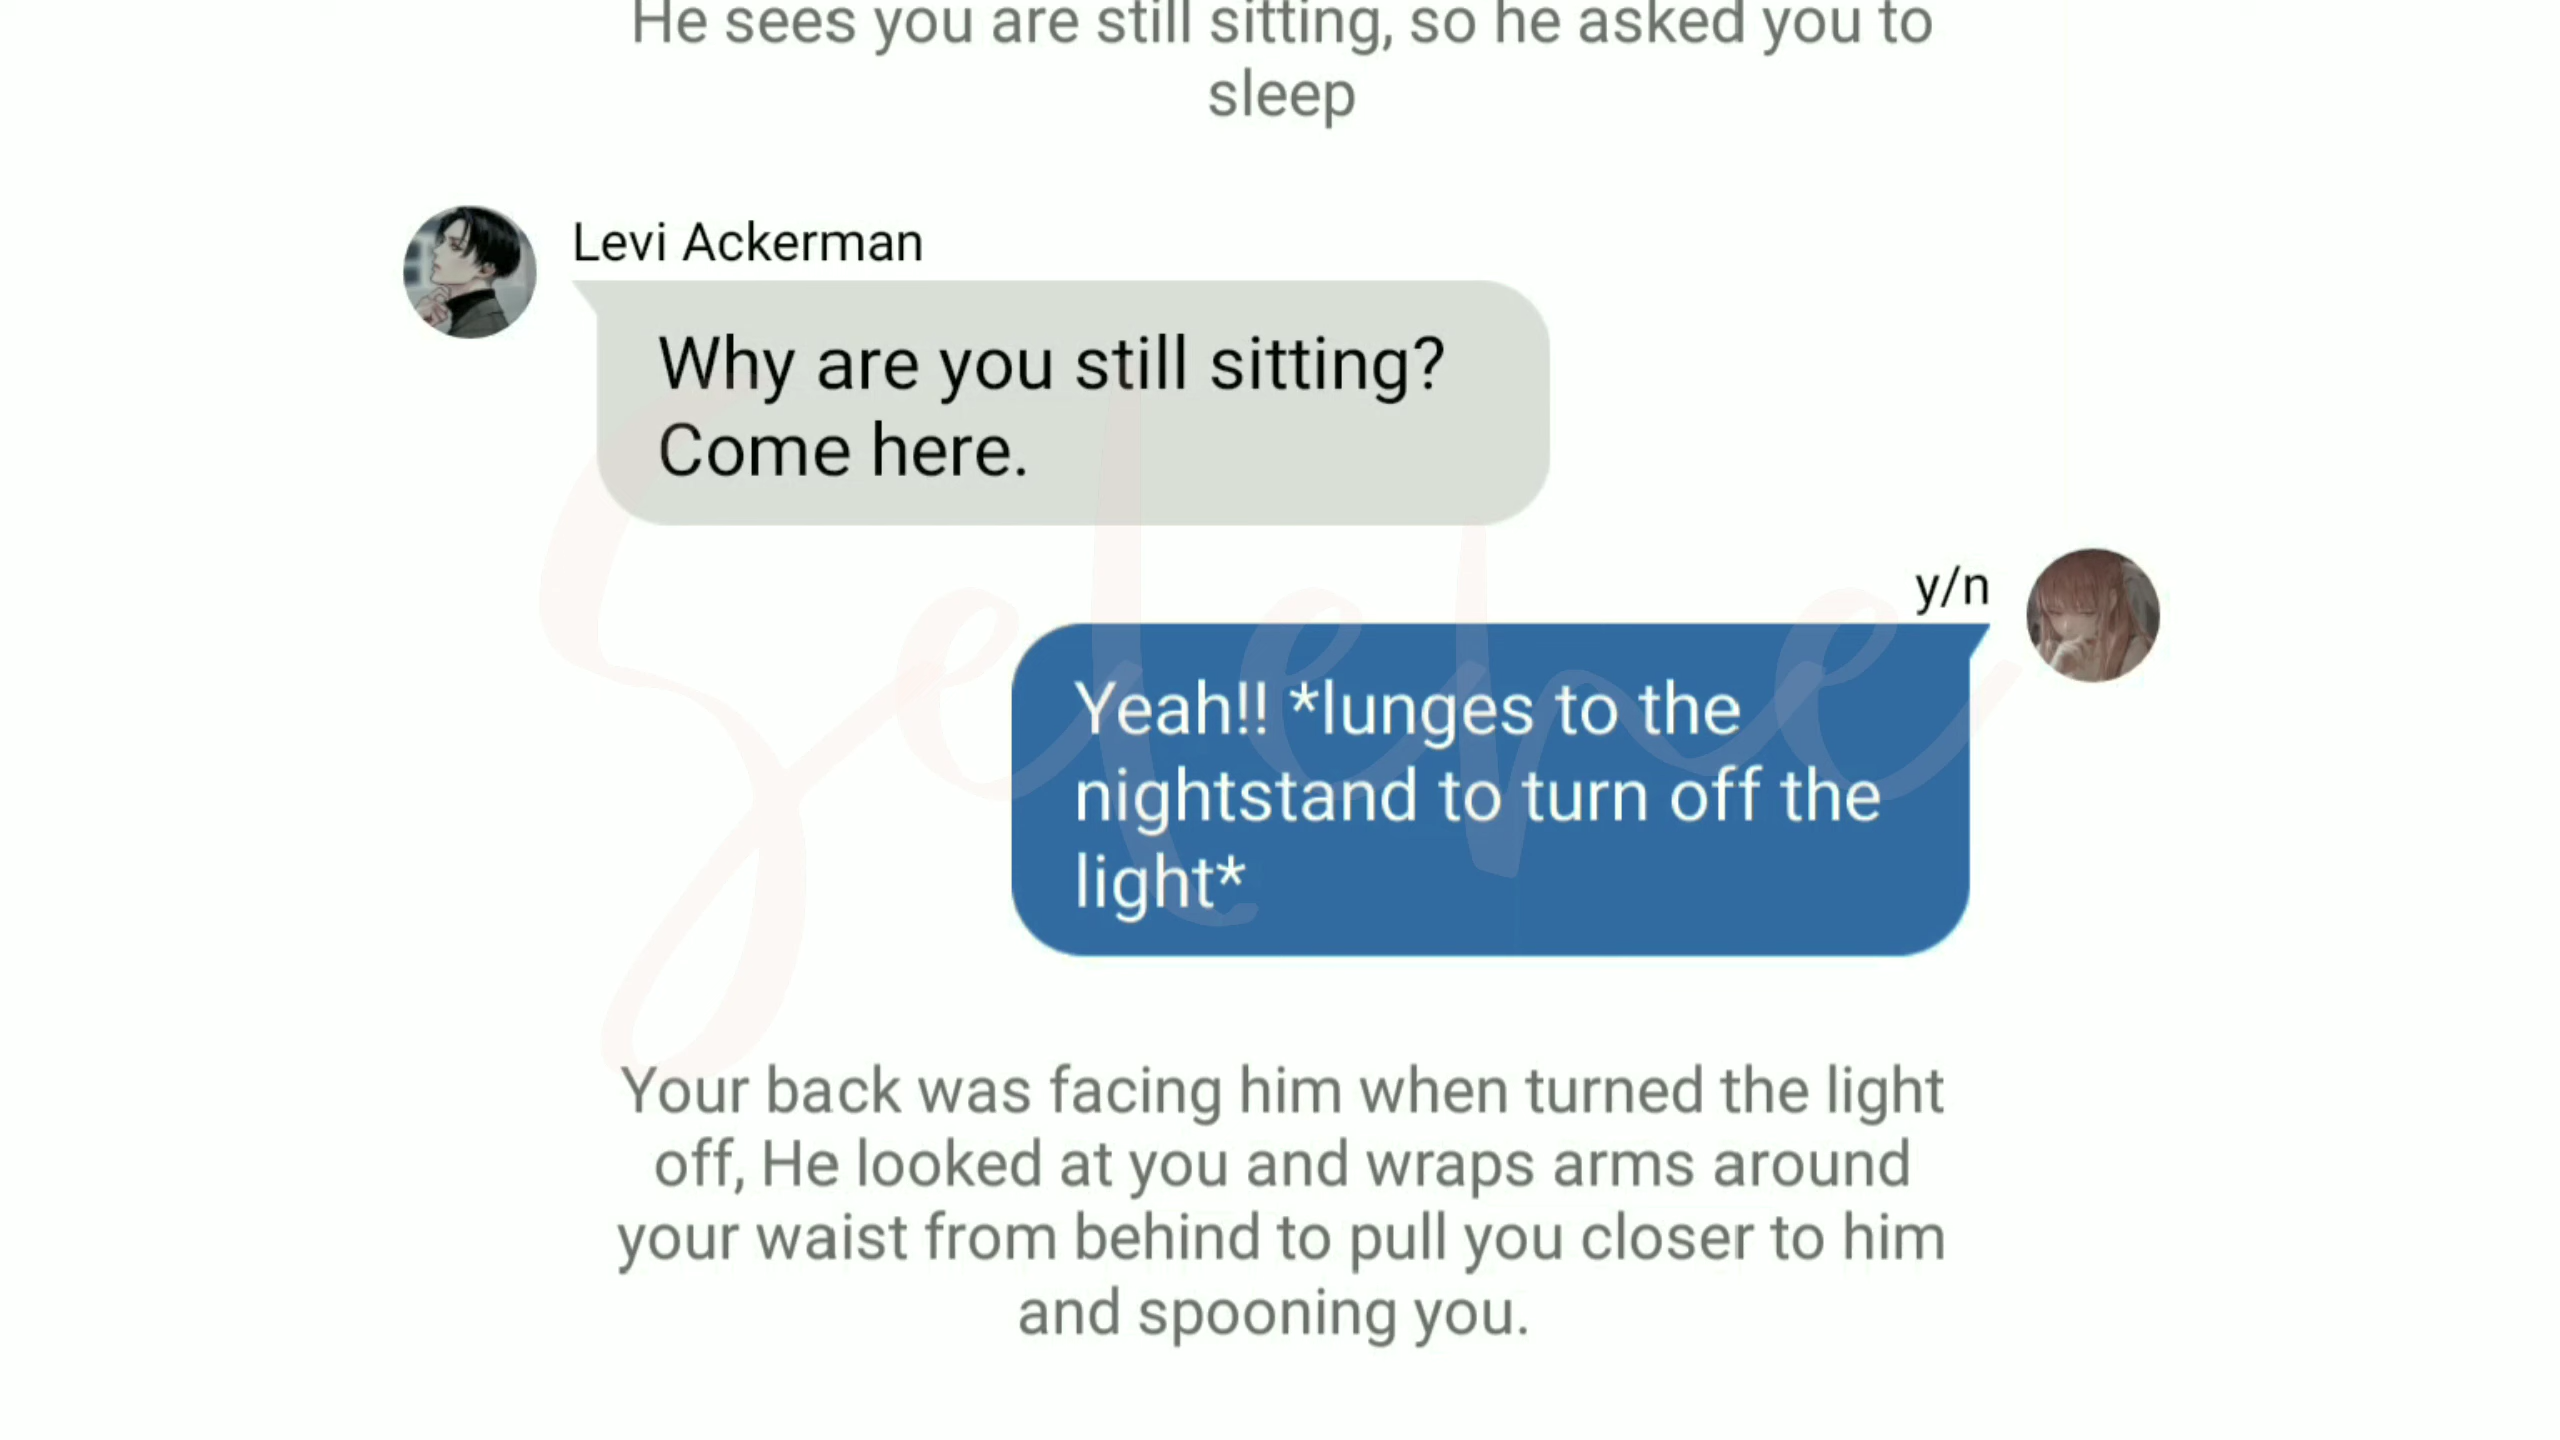 He sees you are still sitting, so he asked you to
sleep
Levi Ackerman
Why are you still sitting?
Come here.
y/n
Yeah!! *lunges to the
nightstand to turn off the
light*
Selene
Your back was facing him when turned the light
off, He looked at you and wraps arms around
your waist from behind to pull you closer to him
and spooning you.